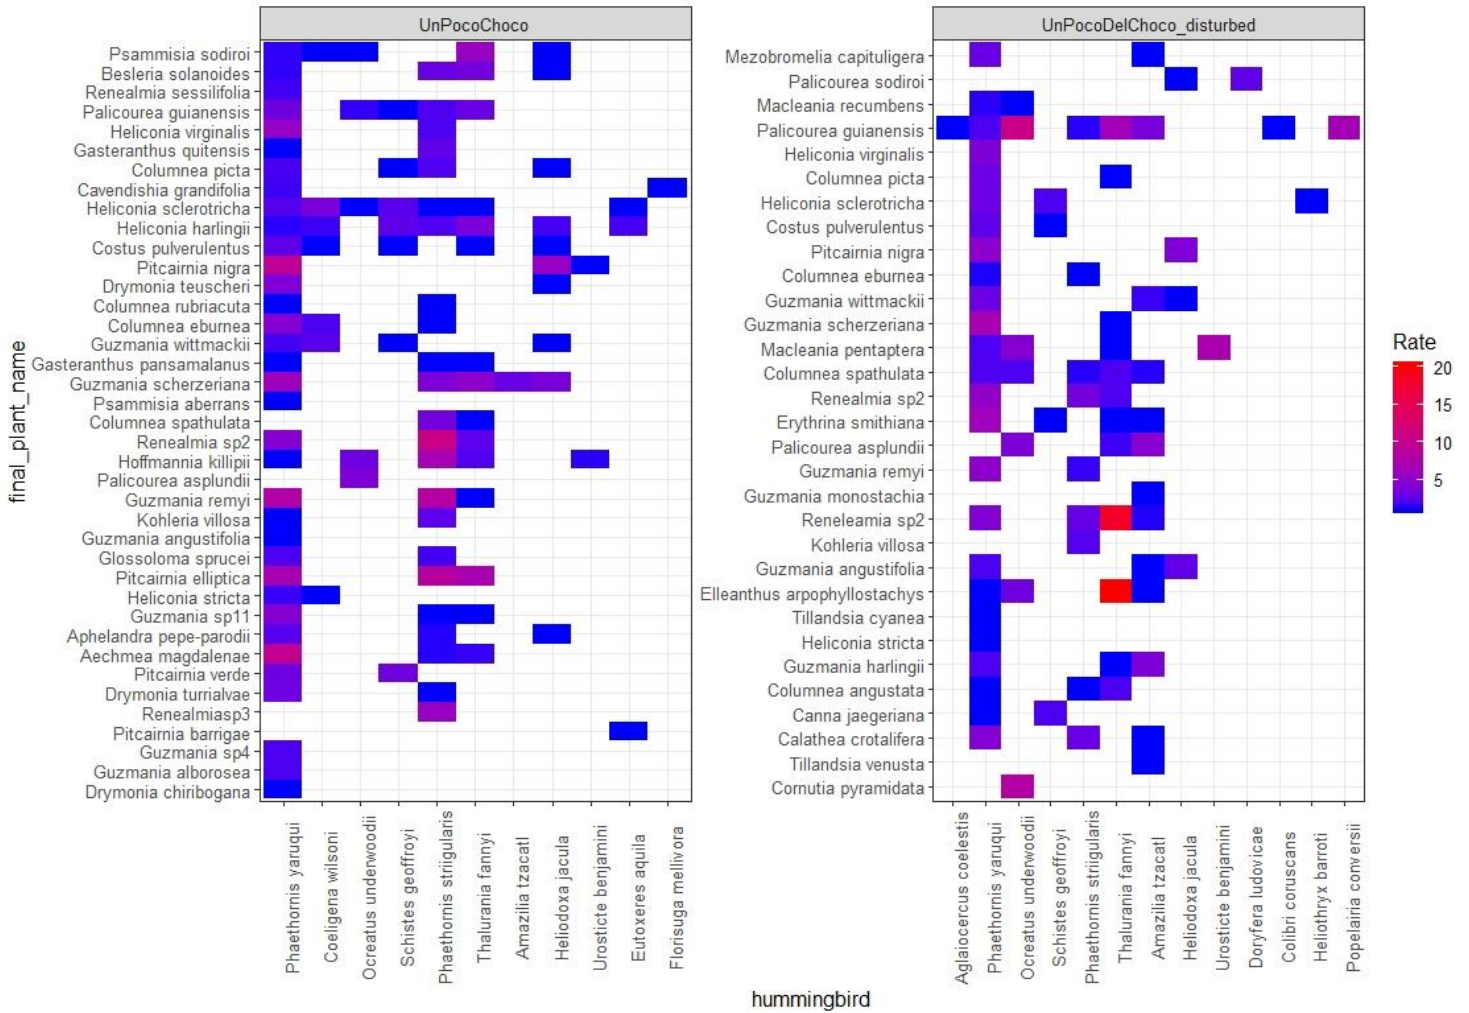 UnPocoChoco
UnPocoDelChoco_disturbed
final_plant_name
Psammisia sodiroi
Besleria solanoides
Renealmia sessilifolia
Palicourea guianensis
Heliconia virginalis
Gasteranthus quitensis
Columnea picta
Cavendishia grandifolia
Heliconia sclerotricha
Heliconia harlingii
Costus pulverulentus
Pitcairnia nigra
Drymonia teuscheri
Columnea rubriacuta
Columnea eburnea
Guzmania wittmackii
Gasteranthus pansamalanus
Guzmania scherzeriana
Psammisia aberrans
Columnea spathulata
Renealmia sp2
Hoffmannia killipii
Palicourea asplundii
Guzmania remyi
Kohleria villosa
Guzmania angustifolia
Glossoloma sprucei
Pitcairnia elliptica
Heliconia stricta
Guzmania sp11
Aphelandra pepe-parodii
Aechmea magdalenae
Pitcairnia verde
Drymonia turrialvae
Renealmiasp3
Pitcairnia barrigae
Guzmania sp4
Guzmania alborosea
Drymonia chiribogana
Phaethornis yaruqui
Coeligena wilsoni
Ocreatus underwoodii
Schistes geoffroyi
Phaethornis striigularis
Thalurania fannyi
Amazilia tzacatl
Heliodoxa jacula
Urosticte benjamini
Eutoxeres aquila
Florisuga mellivora
Mezobromelia capituligera
Palicourea sodiroi
Macleania recumbens
Palicourea guianensis
Heliconia virginalis
Columnea picta
Heliconia sclerotricha
Costus pulverulentus
Pitcairnia nigra
Columnea eburnea
Guzmania wittmackii
Guzmania scherzeriana
Macleania pentaptera
Columnea spathulata
Renealmia sp2
Erythrina smithiana
Palicourea asplundii
Guzmania remyi
Guzmania monostachia
Reneleamia sp2
Kohleria villosa
Guzmania angustifolia
Elleanthus arpophyllostachys
Tillandsia cyanea
Heliconia stricta
Guzmania harlingii
Columnea angustata
Canna jaegeriana
Calathea crotalifera
Tillandsia venusta
Cornutia pyramidata
Aglaiocercus coelestis
Phaethornis yaruqui
Ocreatus underwoodii
Schistes geoffroyi
Phaethornis striigularis
Thalurania fannyi
Amazilia tzacatl
Heliodoxa jacula
Urosticte benjamini
Doryfera ludovicae
Colibri coruscans
Heliothryx barroti
Popelairia conversii
hummingbird
Rate
20
15
10
5